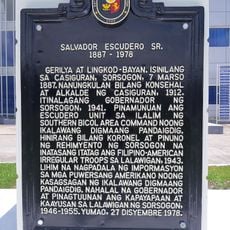 SALVADOR ESCUDERO SR.
1887 - 1978
GERILYA AT LINGKOD-BAYAN. ISINILANG
SA CASIGURAN, SORSOGON, 7 MARSO
1887. NANUNGKULAN BILANG KONSEHAL
AT ALKALDE NG CASIGURAN, 1912.
ITINALAGANG GOBERNADOR NG
SORSOGON, 1941. PINAMUNUAN ANG
ESCUDERO UNIT SA ILALIM NG
SOUTHERN BICOL AREA COMMAND NOONG
IKALAWANG DIGMAANG PANDAIGDIG.
HINIRANG BILANG KORONEL AT PINUNO
NG REHIMYENTO NG SORSOGON NA
INATASANG ITATAG ANG FILIPINO-AMERICAN
IRREGULAR TROOPS SA LALAWIGAN, 1943.
LIHIM NA NAGPADALA NG IMPORMASYON
SA MGA PUWERSANG AMERIKANO NOONG
KASAGSAGAN NG IKALAWANG DIGMAANG
PANDAIGDIG. NAHALAL NA GOBERNADOR
AT PINAGTUUNAN ANG KAPAYAPAAN AT
KAAYUSAN SA LALAWIGAN NG SORSOGON,
1946-1955. YUMAO, 27 DISYEMBRE 1978.